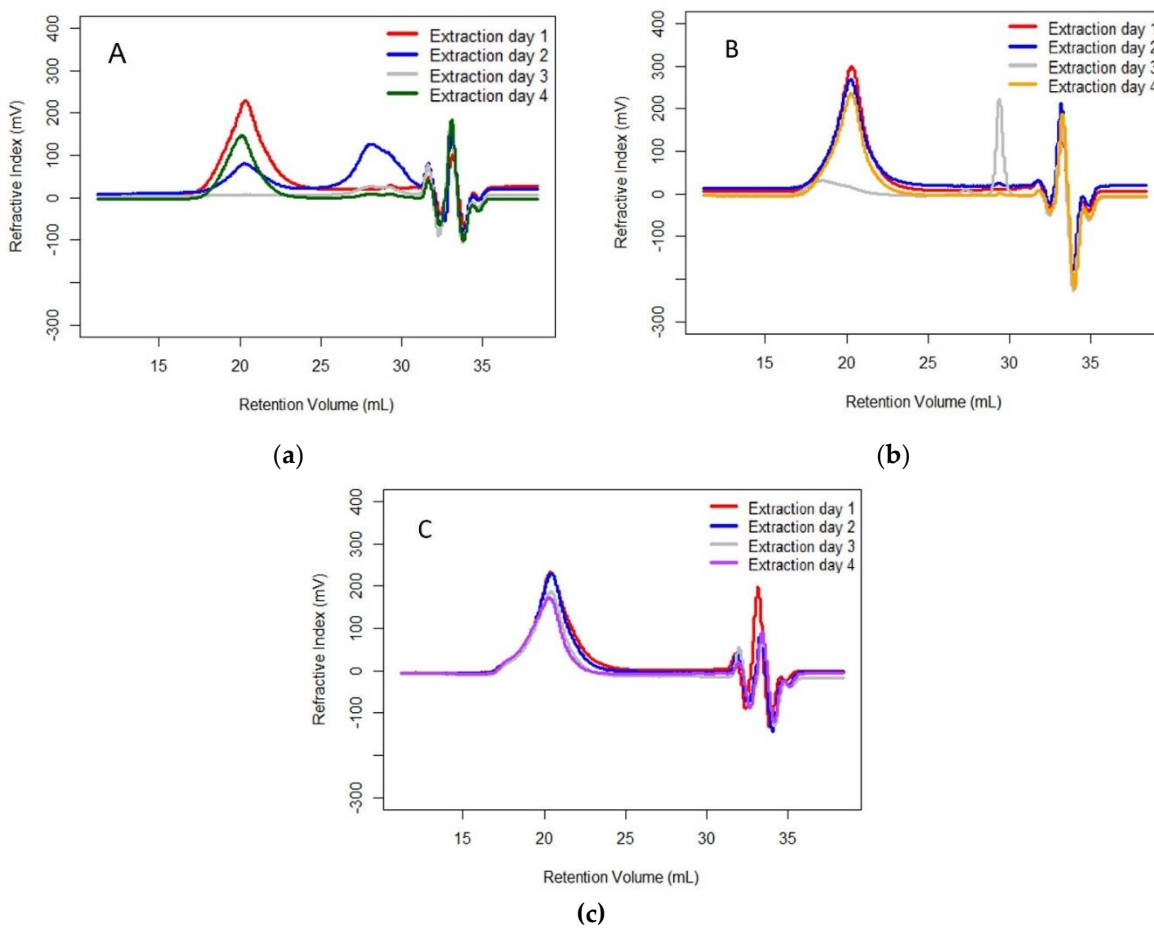 A
Extraction day 1
Extraction day 2
Extraction day 3
Extraction day 4
Refractive Index (mV)
400
300
200
100
0
-100
-300
15
20
25
30
35
Retention Volume (mL)
(a)
B
Extraction day 1
Extraction day 2
Extraction day 3
Extraction day 4
Refractive Index (mV)
400
300
200
100
0
-100
-300
15
20
25
30
35
Retention Volume (mL)
(b)
C
Extraction day 1
Extraction day 2
Extraction day 3
Extraction day 4
Refractive Index (mV)
400
300
200
100
0
-100
-300
15
20
25
30
35
Retention Volume (mL)
(c)